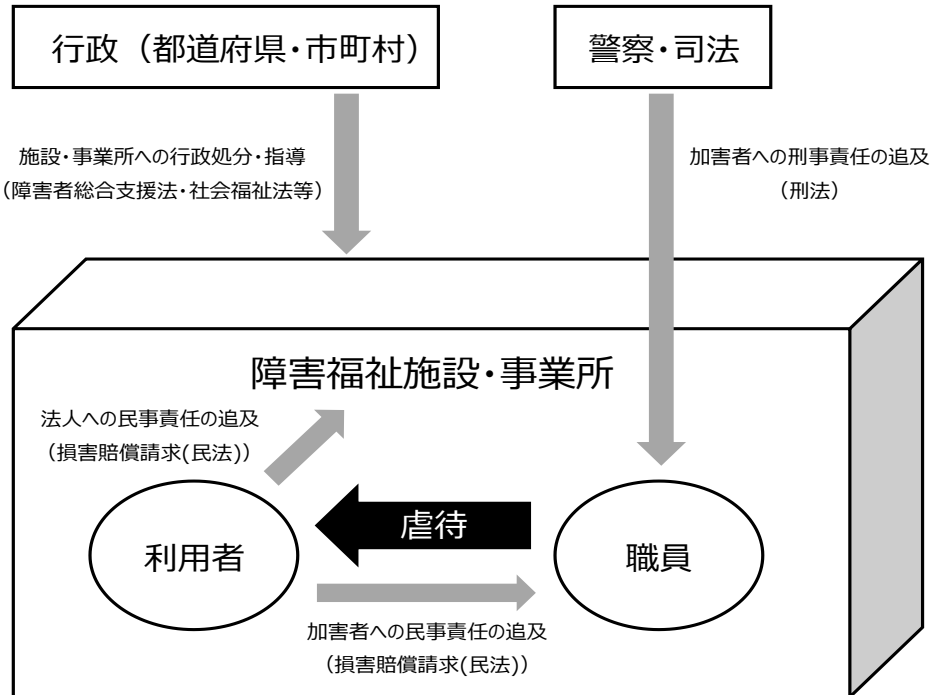 行政（都道府県・市町村）
警察・司法
施設・事業所への行政処分・指導
（障害者総合支援法・社会福祉法等）
加害者への刑事責任の追及
（刑法）
障害福祉施設・事業所
法人への民事責任の追及
（損害賠償請求(民法)）
虐待
利用者
職員
加害者への民事責任の追及
（損害賠償請求(民法)）